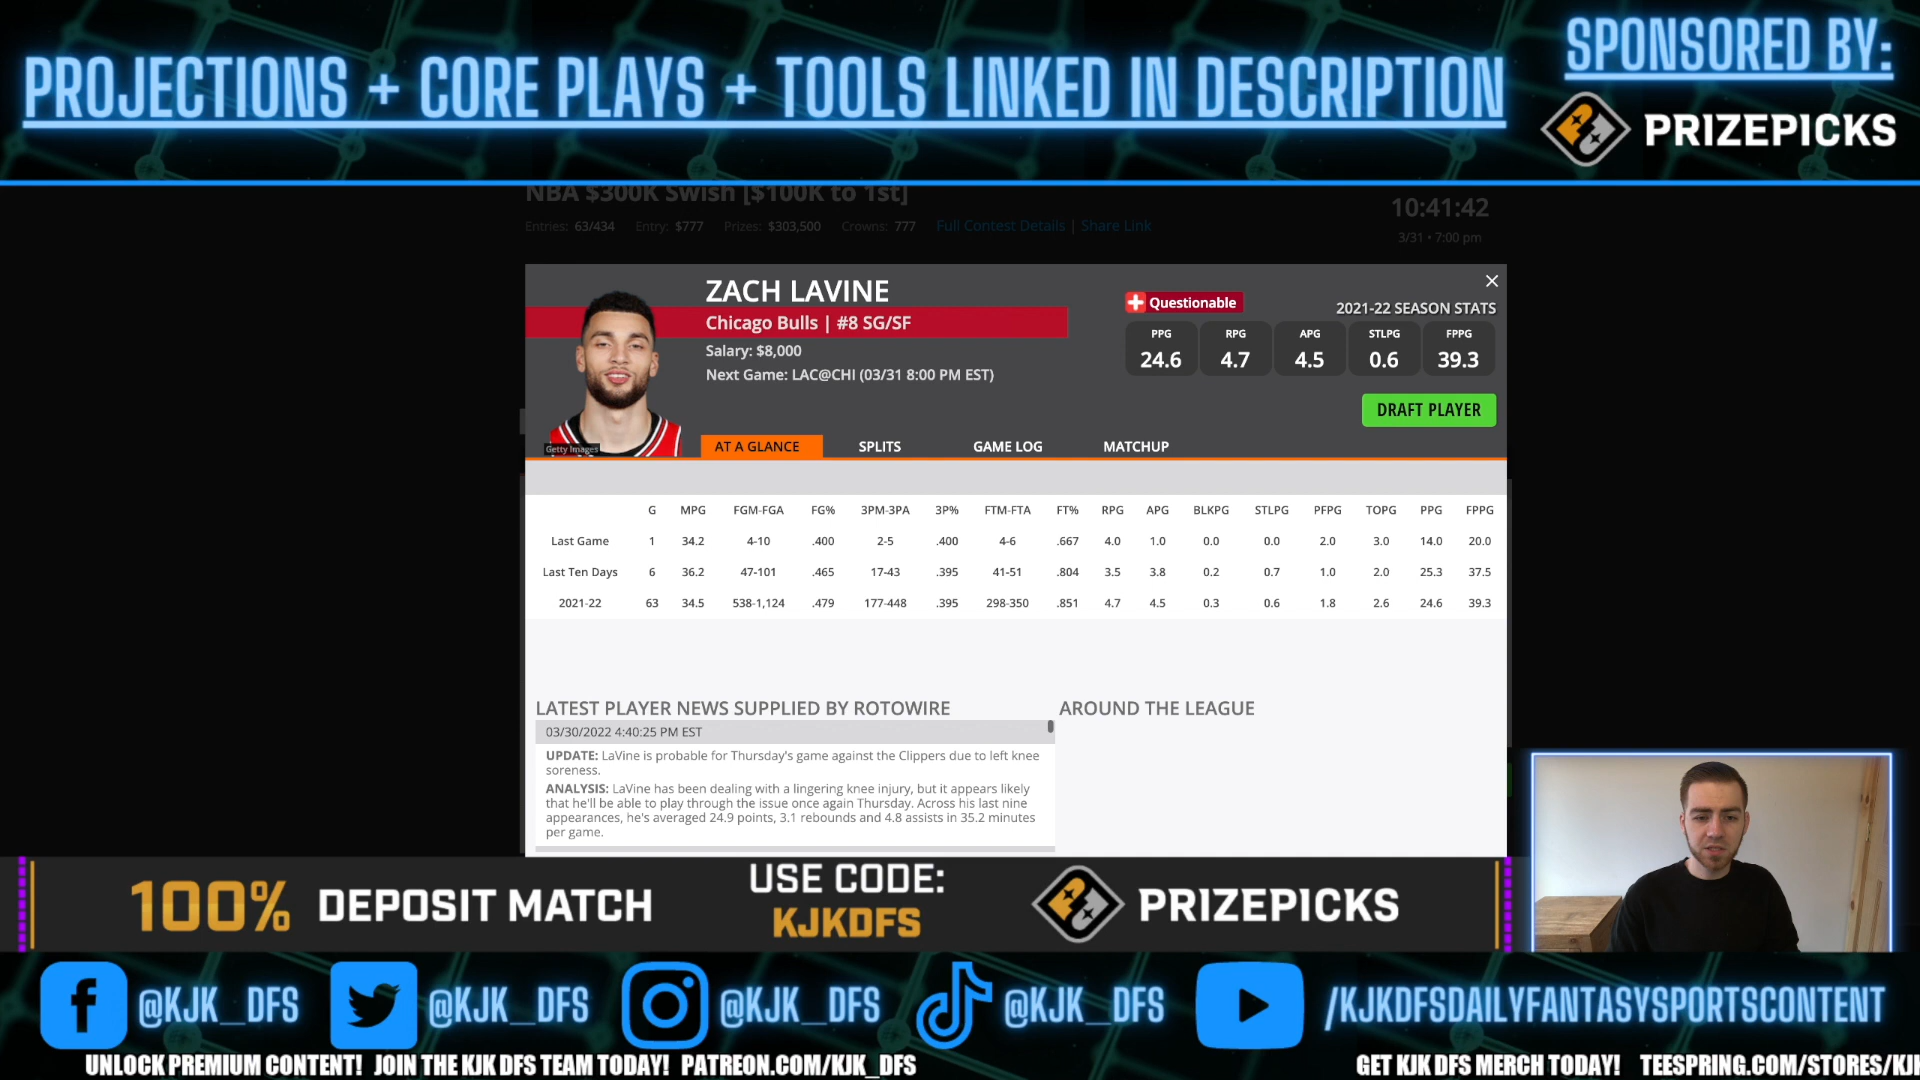 PROJECTIONS + CORE PLAYS + TOOLS LINKED IN DESCRIPTION
SPONSORED BY:
PRIZEPICKS
NBA $300K Swish [$100K to 1st]
Entries: 63/434 Entry: $777 Prizes: $303,500 Crowns: 777 Full Contest Details | Share Link
10:41:42
3/31 • 7:00 pm
ZACH LAVINE
Chicago Bulls | #8 SG/SF
Salary: $8,000
Next Game: LAC@CHI (03/31 8:00 PM EST)
Questionable
2021-22 SEASON STATS
PPG RPG APG STLPG FPPG
24.6 4.7 4.5 0.6 39.3
DRAFT PLAYER
Getty Images
AT A GLANCE SPLITS GAME LOG MATCHUP
G MPG FGM-FGA FG% 3PM-3PA 3P% FTM-FTA FT% RPG APG BLKPG STLPG PFPG TOPG PPG FPPG
Last Game 1 34.2 4-10 .400 2-5 .400 4-6 .667 4.0 1.0 0.0 0.0 2.0 3.0 14.0 20.0
Last Ten Days 6 36.2 47-101 .465 17-43 .395 41-51 .804 3.5 3.8 0.2 0.7 1.0 2.0 25.3 37.5
2021-22 63 34.5 538-1,124 .479 177-448 .395 298-350 .851 4.7 4.5 0.3 0.6 1.8 2.6 24.6 39.3
LATEST PLAYER NEWS SUPPLIED BY ROTOWIRE
AROUND THE LEAGUE
03/30/2022 4:40:25 PM EST
UPDATE: LaVine is probable for Thursday's game against the Clippers due to left knee
soreness.
ANALYSIS: LaVine has been dealing with a lingering knee injury, but it appears likely
that he'll be able to play through the issue once again Thursday. Across his last nine
appearances, he's averaged 24.9 points, 3.1 rebounds and 4.8 assists in 35.2 minutes
per game.
100% DEPOSIT MATCH
USE CODE:
KJKDFS
PRIZEPICKS
@KJK_DFS @KJK_DFS @KJK_DFS @KJK_DFS /KJKDFSDAILYFANTASYSPORTSCONTENT
UNLOCK PREMIUM CONTENT! JOIN THE KJK DFS TEAM TODAY! PATREON.COM/KJK_DFS
GET KJK DFS MERCH TODAY! TEESPRING.COM/STORES/KJK